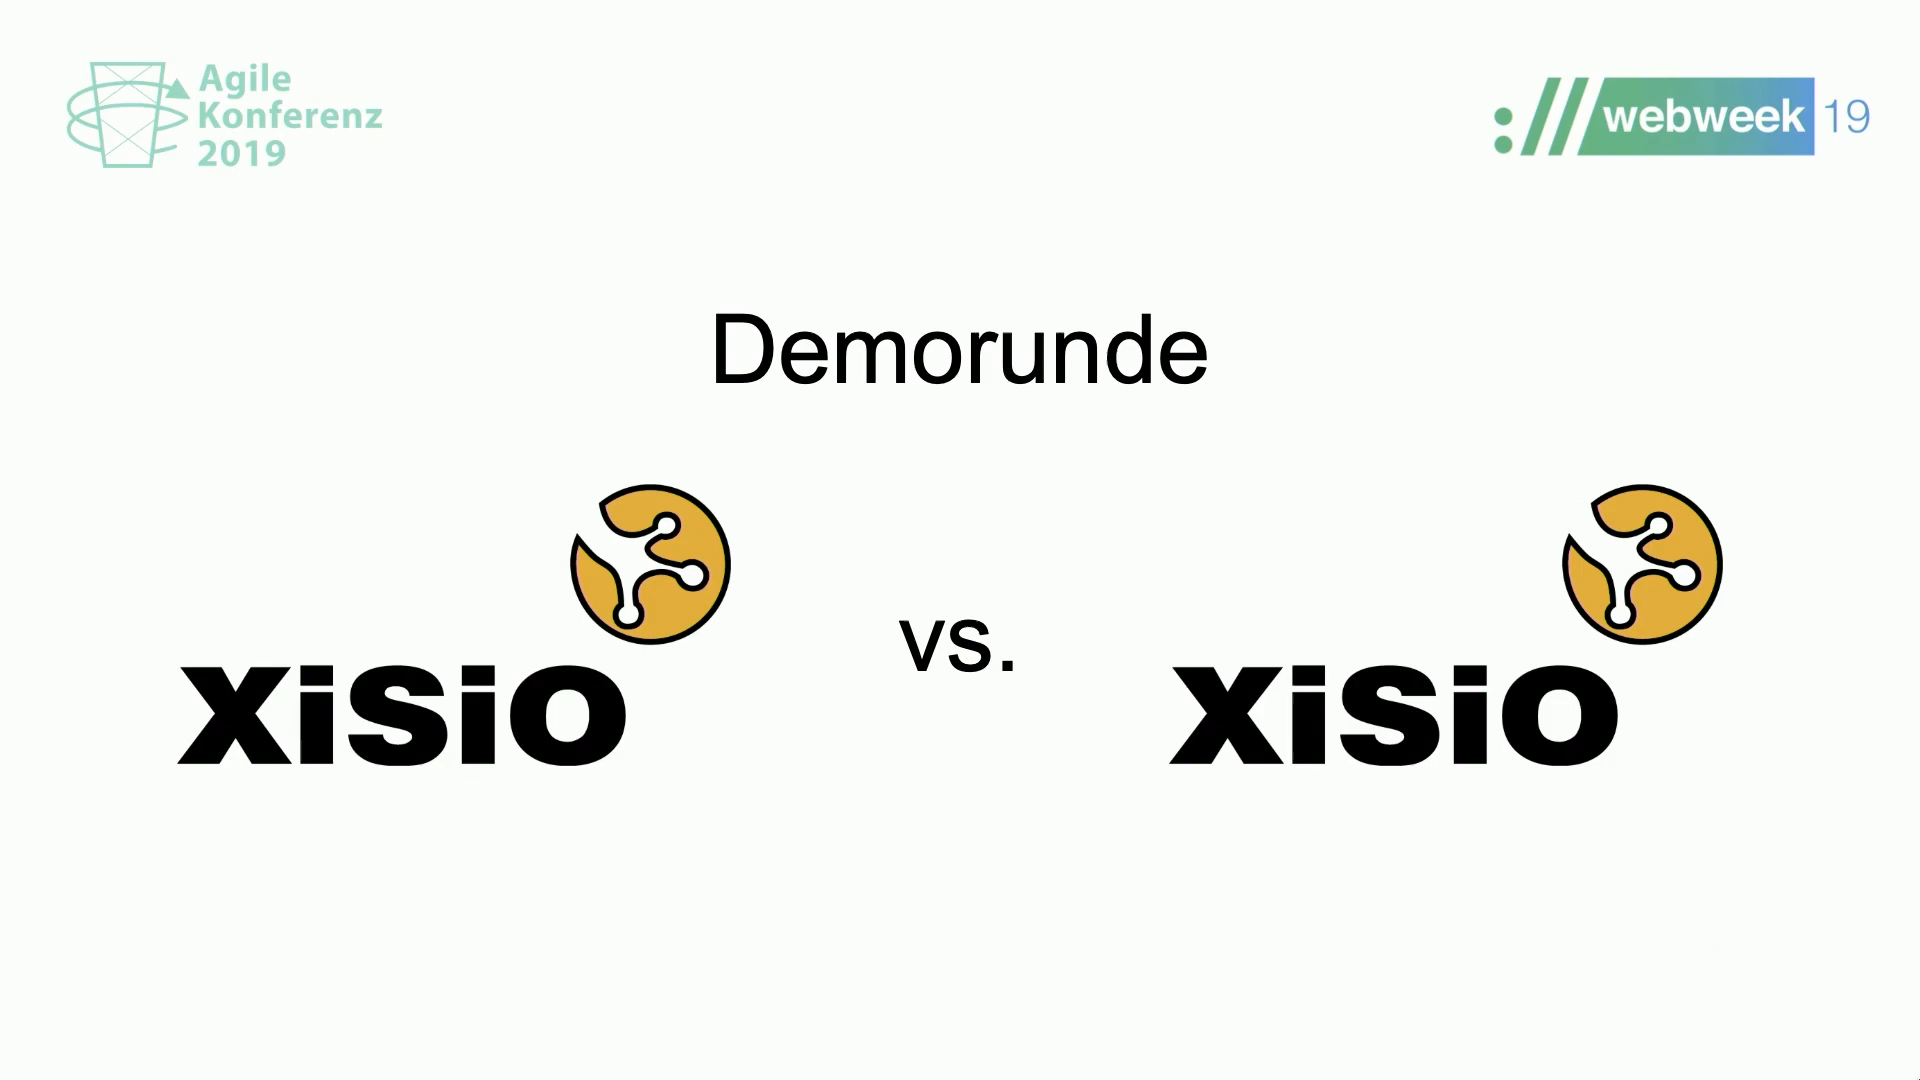 Agile
Konferenz
2019
:///webweek 19
Demorunde
xisio vs. xisio